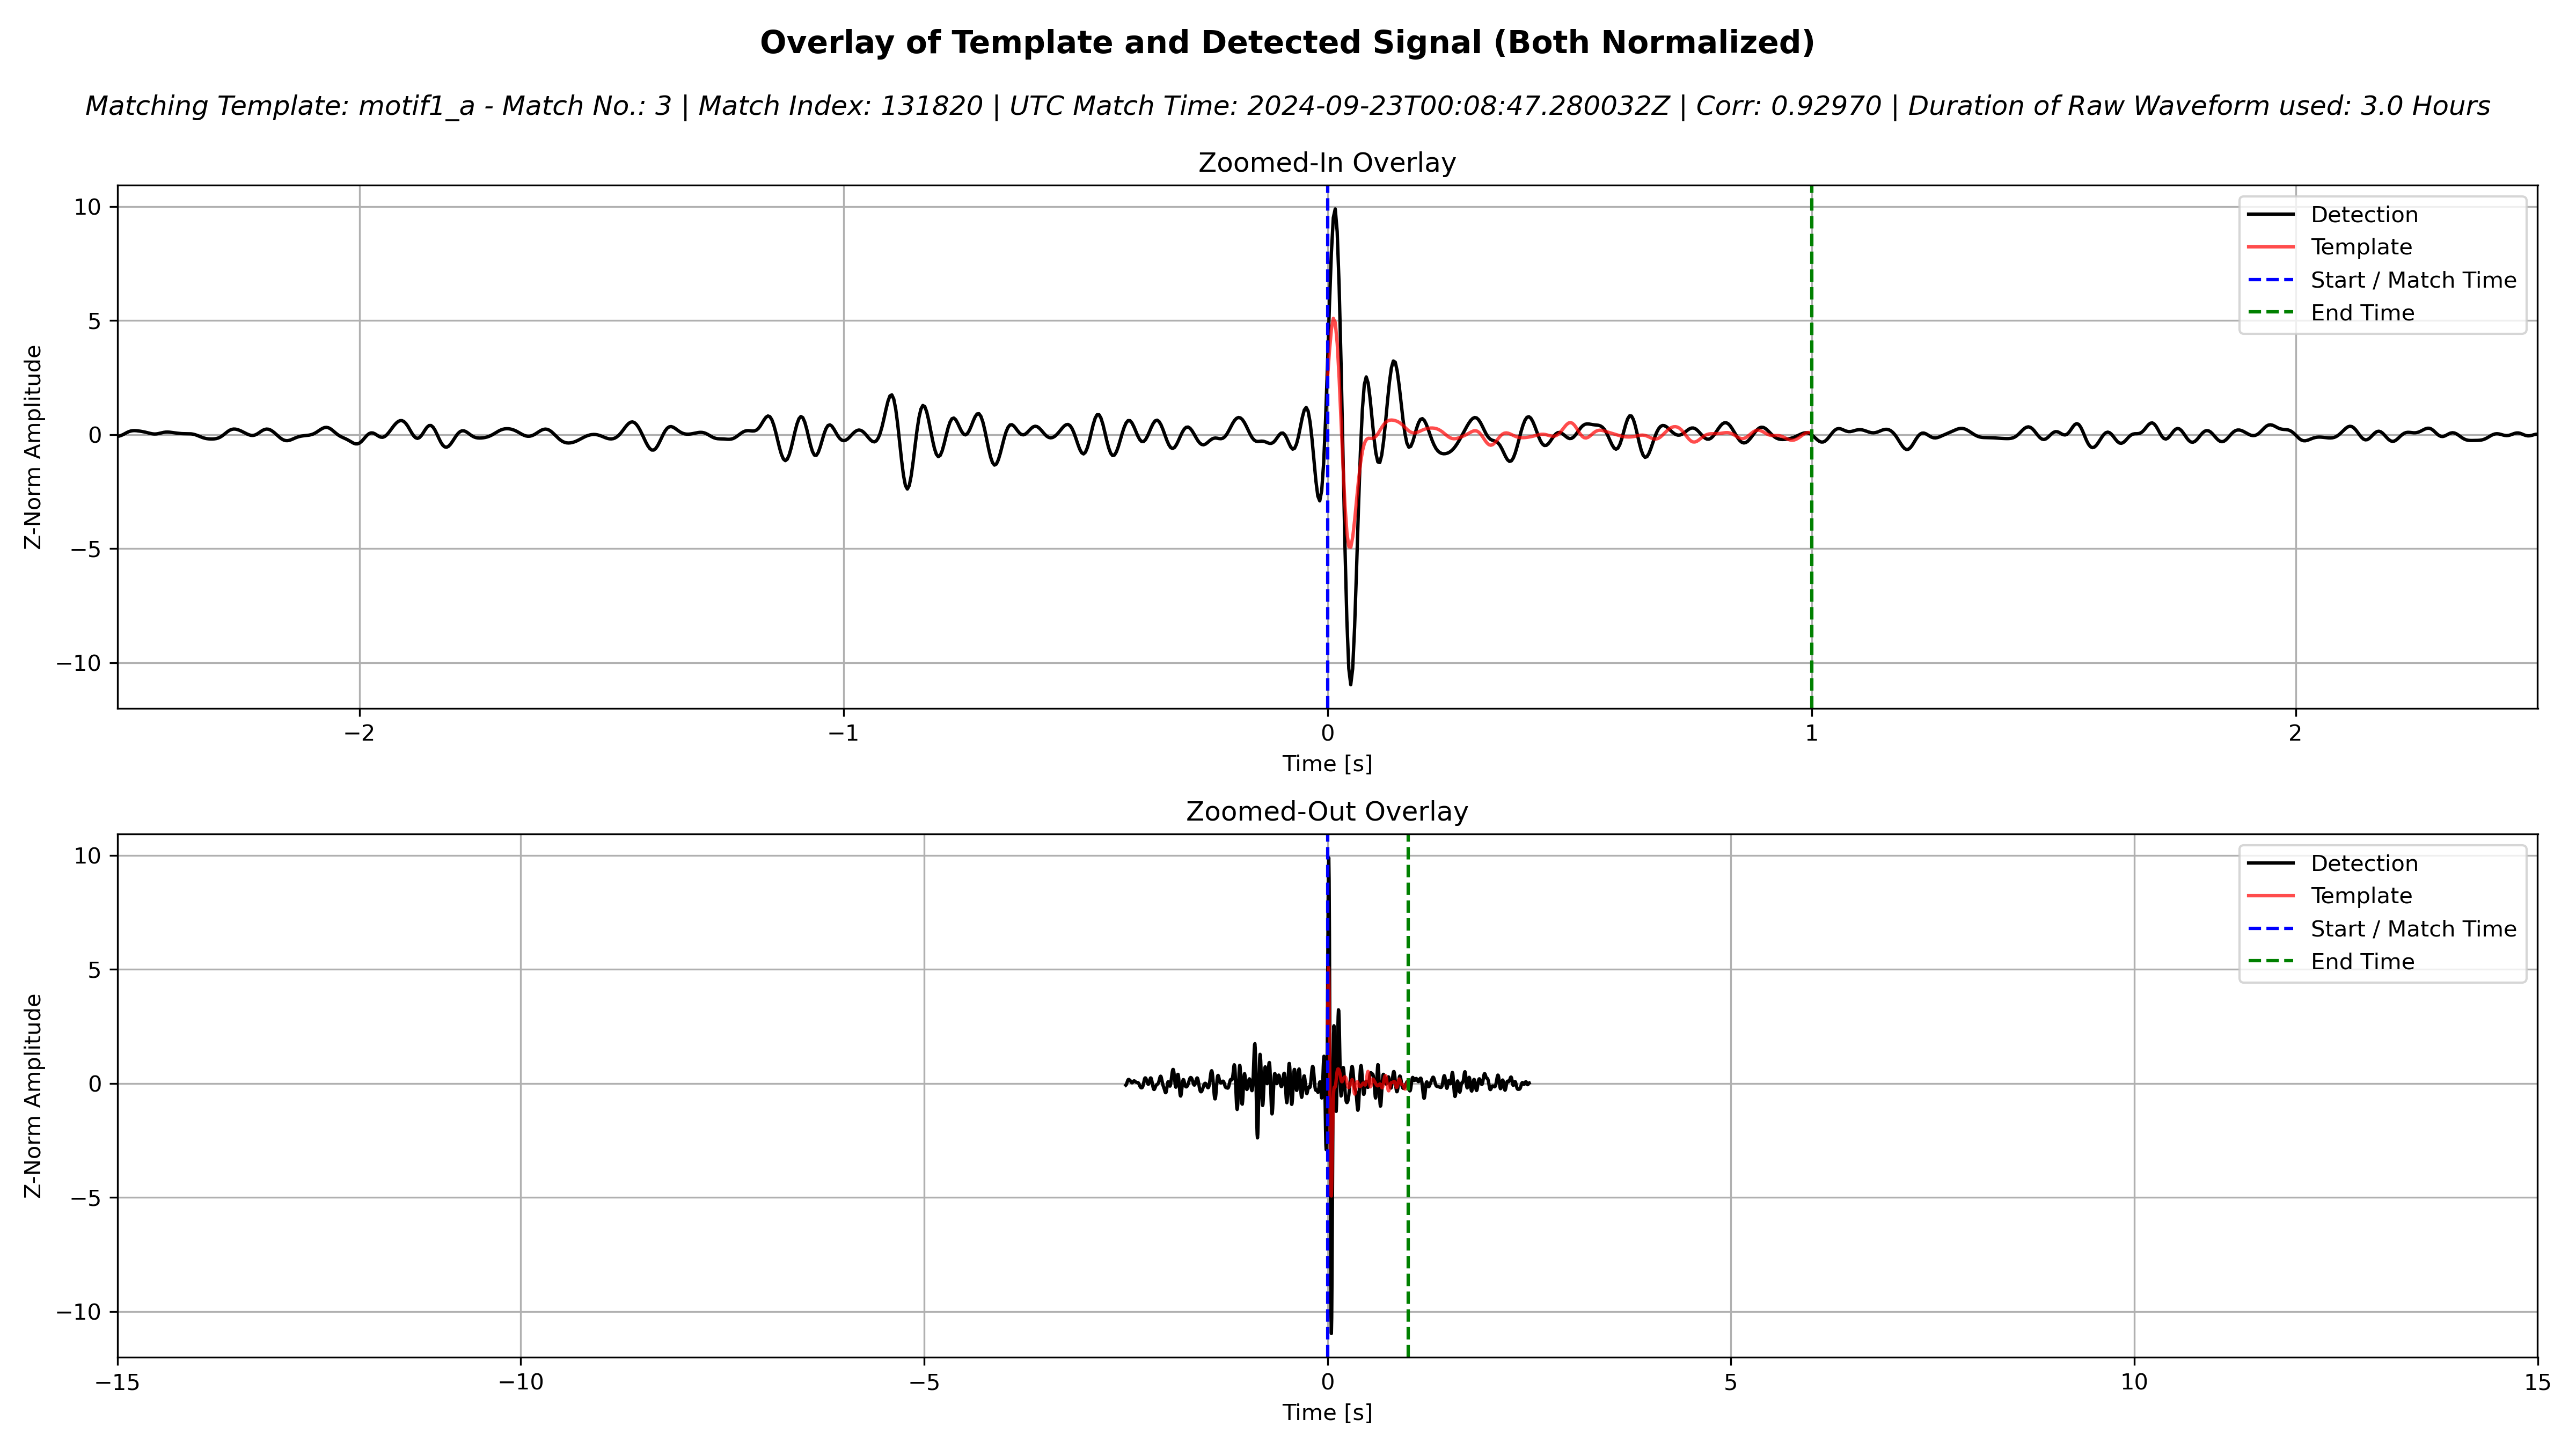 Overlay of Template and Detected Signal (Both Normalized)
Matching Template: motif1_a - Match No.: 3 | Match Index: 131820 | UTC Match Time: 2024-09-23T00:08:47.280032Z | Corr: 0.92970 | Duration of Raw Waveform used: 3.0 Hours
Zoomed-In Overlay
10
5
0
−5
−10
Z-Norm Amplitude
Detection
Template
Start / Match Time
End Time
−2
−1
0
1
2
Time [s]
Zoomed-Out Overlay
10
5
0
−5
−10
Z-Norm Amplitude
Detection
Template
Start / Match Time
End Time
−15
−10
−5
0
5
10
15
Time [s]